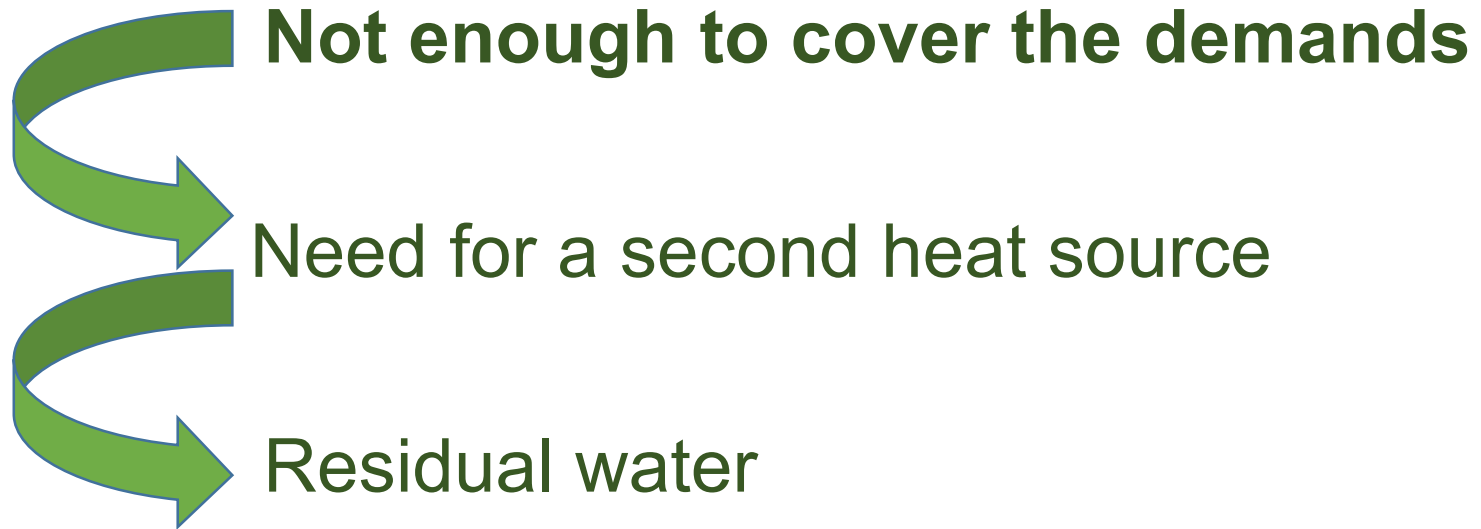 Not enough to cover the demands
Need for a second heat source
Residual water